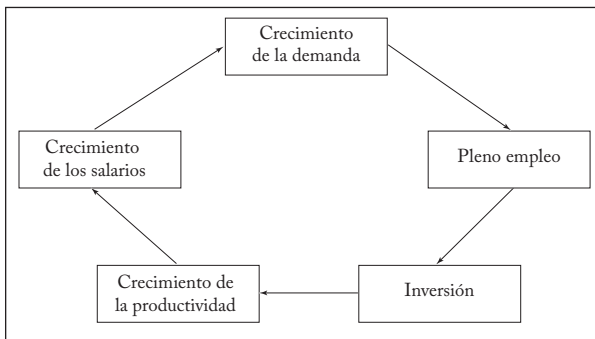 Crecimiento
de la demanda
Pleno empleo
Inversión
Crecimiento de
la productividad
Crecimiento
de los salarios